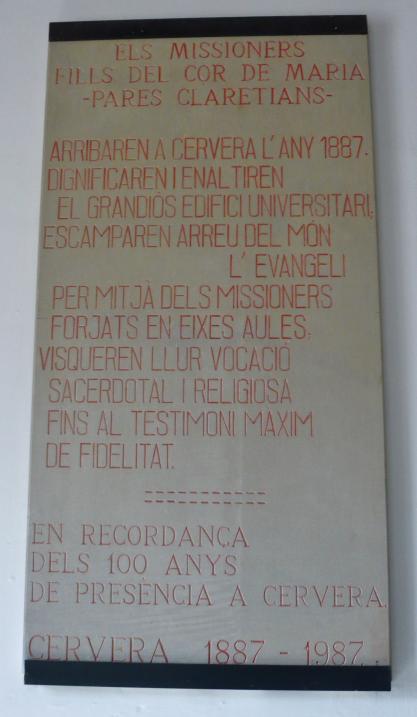 ELS MISSIONERS
FILLS DEL COR DE MARIA
-PARES CLARETIANS-
ARRIBAREN A CERVERA L'ANY 1887.
DIGNIFICAREN I ENALTIREN
EL GRANDIÒS EDIFICI UNIVERSITARI;
ESCAMPAREN ARREU DEL MÓN
L' EVANGELI
PER MITJÀ DELS MISSIONERS
FORJATS EN EIXES AULES;
VISQUEREN LLUR VOCACIÓ
SACERDOTAL I RELIGIOSA
FINS AL TESTIMONI MAXIM
DE FIDELITAT.
===========
EN RECORDANÇA
DELS 100 ANYS
DE PRESÈNCIA A CERVERA.
CERVERA 1887 - 1987.